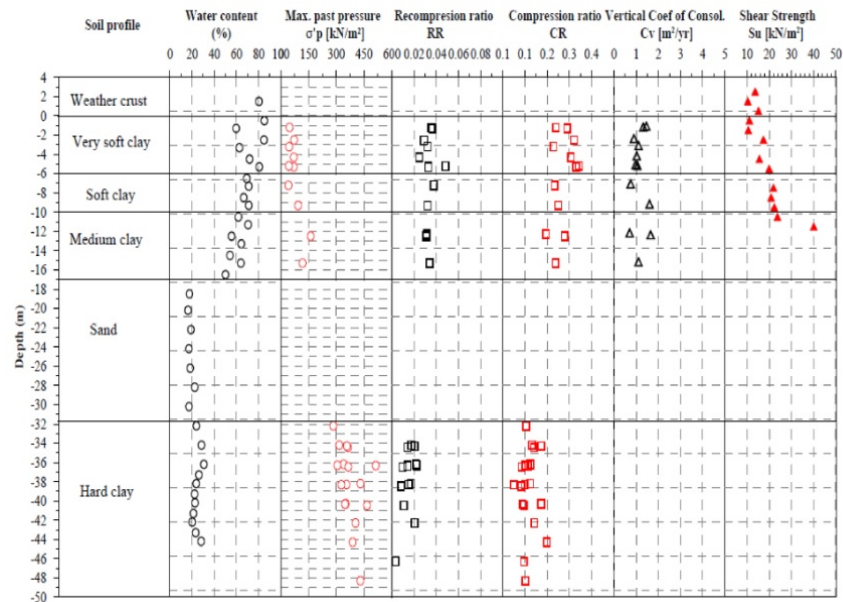 Soil profile
Water content
(%)
Max. past pressure
σ'p [kN/m²]
Recompresion ratio
RR
Compression ratio
CR
Vertical Coef of Consol.
Cv [m²/yr]
Shear Strength
Su [kN/m²]
0 20 40 60 80 100
0 150 300 450 600
0 0.02 0.04 0.06 0.08 0.1
0.1 0.2 0.3 0.4 0.5
0 1 2 3 4 5
0 10 20 30 40 50
Depth (m)
4
2
0
-2
-4
-6
-8
-10
-12
-14
-16
-18
-20
-22
-24
-26
-28
-30
-32
-34
-36
-38
-40
-42
-44
-46
-48
-50
Weather crust
Very soft clay
Soft clay
Medium clay
Sand
Hard clay